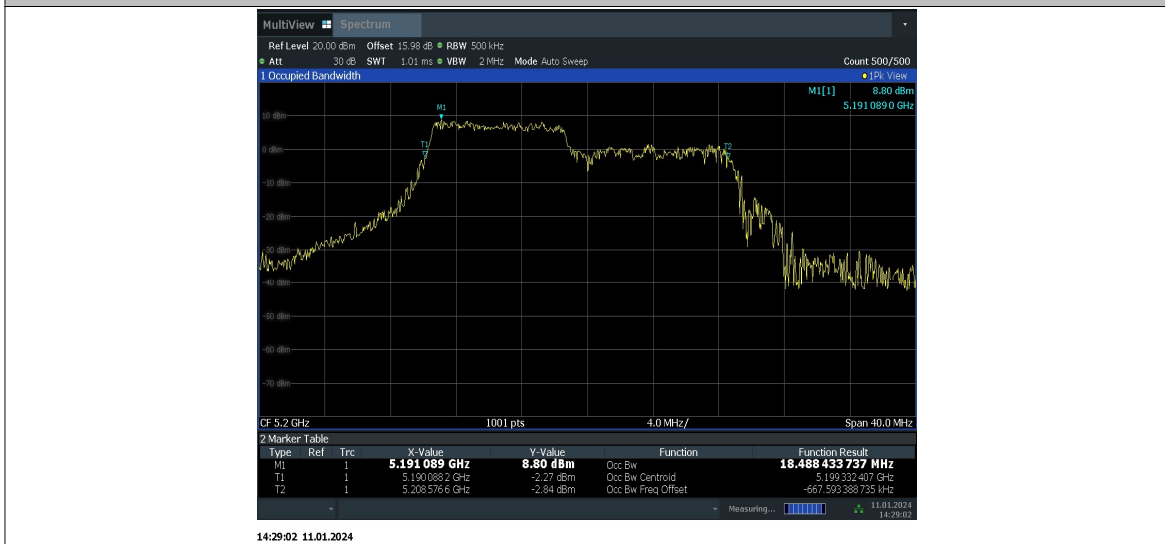 MultiView Spectrum
Ref Level 20.00 dBm Offset 15.98 dB RBW 500 kHz
Att 30 dB SWT 1.01 ms VBW 2 MHz Mode Auto Sweep Count 500/500
1 Occupied Bandwidth 1Pk View
M1[1] 8.80 dBm
5.1910890 GHz
M1
10 dBm
T1
T2
0 dBm
-10 dBm
-20 dBm
-30 dBm
-40 dBm
-50 dBm
-60 dBm
-70 dBm
CF 5.2 GHz 1001 pts 4.0 MHz/ Span 40.0 MHz
2 Marker Table
Type Ref Trc X-Value Y-Value Function Function Result
M1 1 5.191 089 GHz 8.80 dBm Occ Bw 18.488 433 737 MHz
T1 1 5.190 088 2 GHz -2.27 dBm Occ Bw Centroid 5.199 332 407 GHz
T2 1 5.208 576 6 GHz -2.84 dBm Occ Bw Freq Offset -667.593 388 735 kHz
Measuring... 11.01.2024
14:29:02
14:29:02 11.01.2024